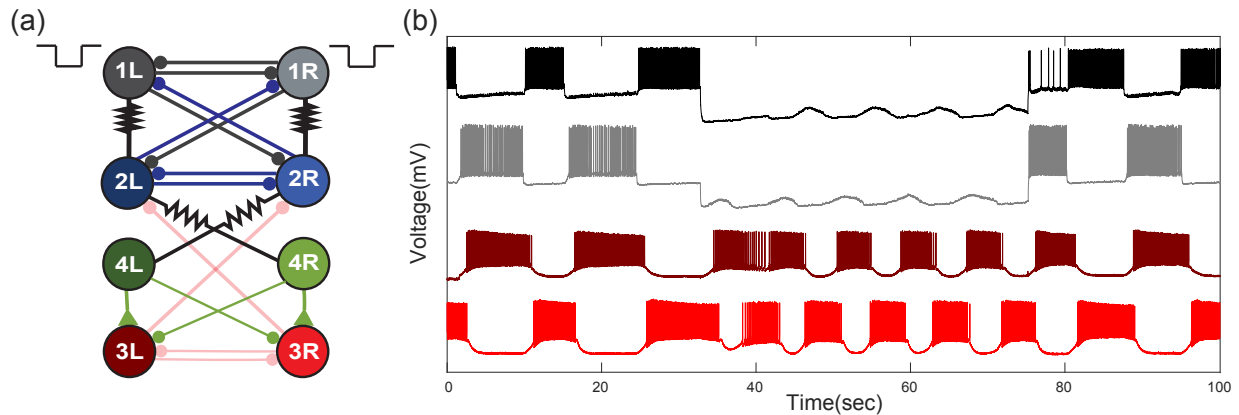 (a)
(b)
1L
1R
2L
2R
4L
4R
3L
3R
Voltage(mV)
0
20
40
60
80
100
Time(sec)